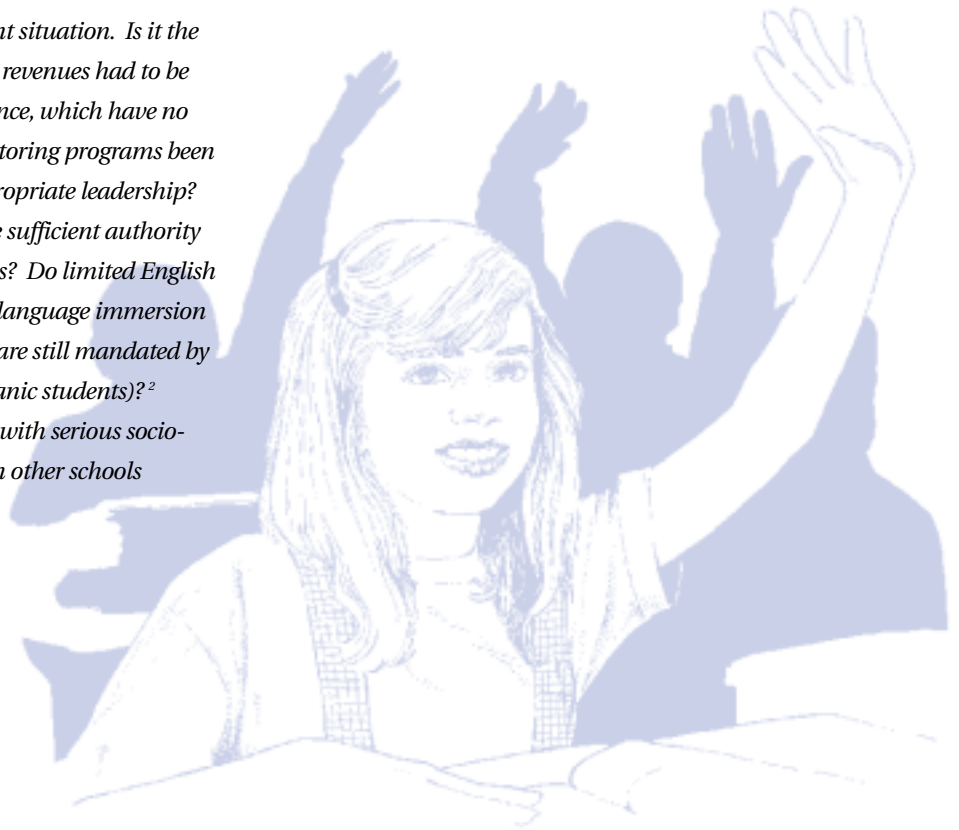 nt situation. Is it the
revenues had to be
nce, which have no
toring programs been
ropriate leadership?
e sufficient authority
s? Do limited English
language immersion
are still mandated by
anic students)? 2
with serious socio-
n other schools